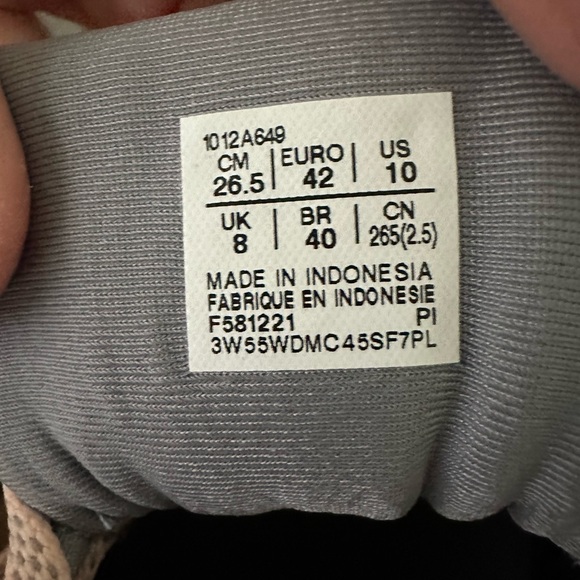 1012A649
CM | EURO | US
26.5 | 42 | 10
UK | BR | CN
8 | 40 | 265(2.5)
MADE IN INDONESIA
FABRIQUE EN INDONESIE
F581221 PI
3W55WDMC45SF7PL